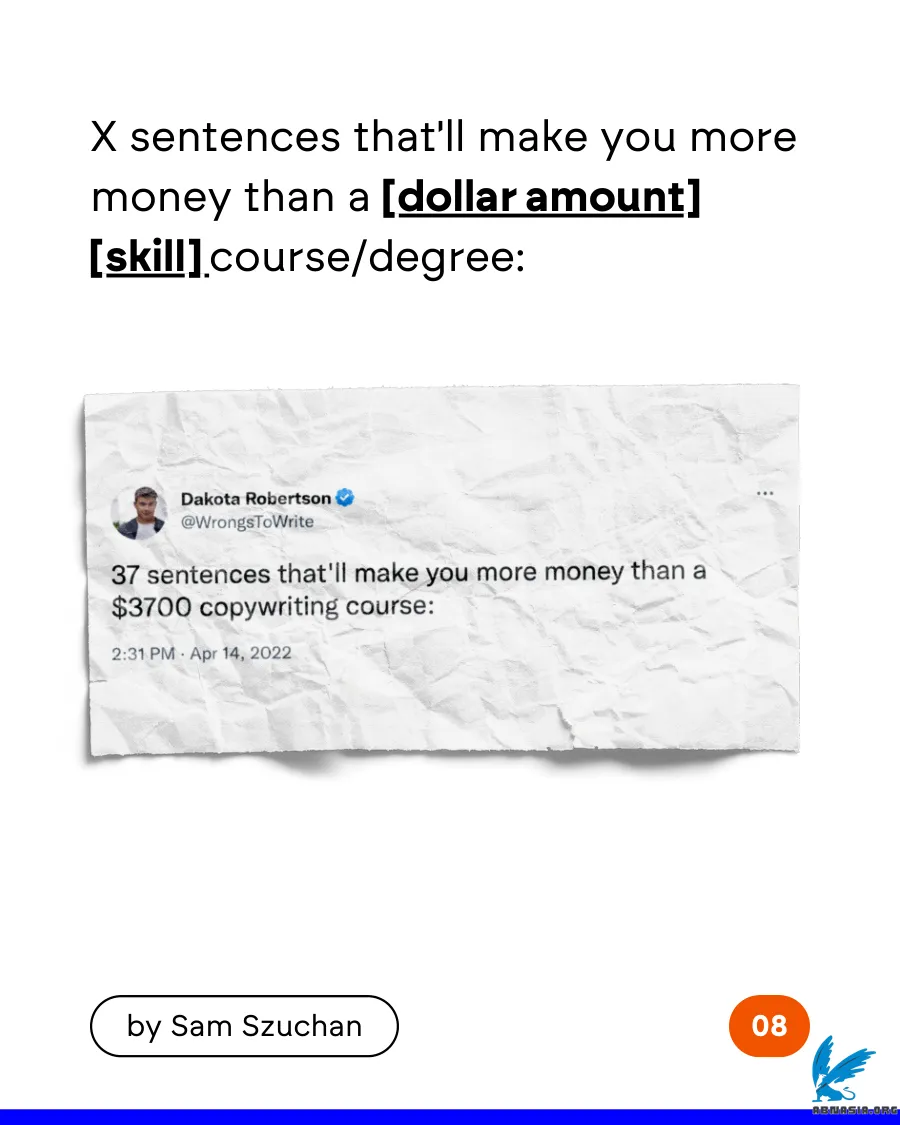 X sentences that'll make you more
money than a [dollar amount]
[skill] course/degree:
Dakota Robertson
@WrongsToWrite
...
37 sentences that'll make you more money than a
$3700 copywriting course:
2:31 PM · Apr 14, 2022
by Sam Szuchan
08
ABINASIA.ORG